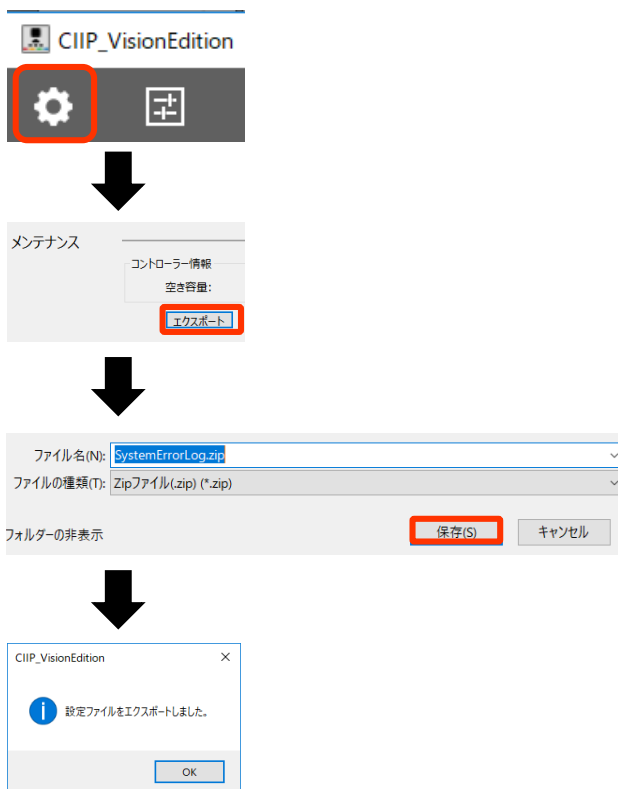 CIIP_VisionEdition
メンテナンス
コントローラー情報
空き容量:
エクスポート
ファイル名(N): SystemErrorLog.zip
ファイルの種類(T): Zipファイル(.zip) (*.zip)
フォルダーの非表示 保存(S) キャンセル
CIIP_VisionEdition
設定ファイルをエクスポートしました。
OK